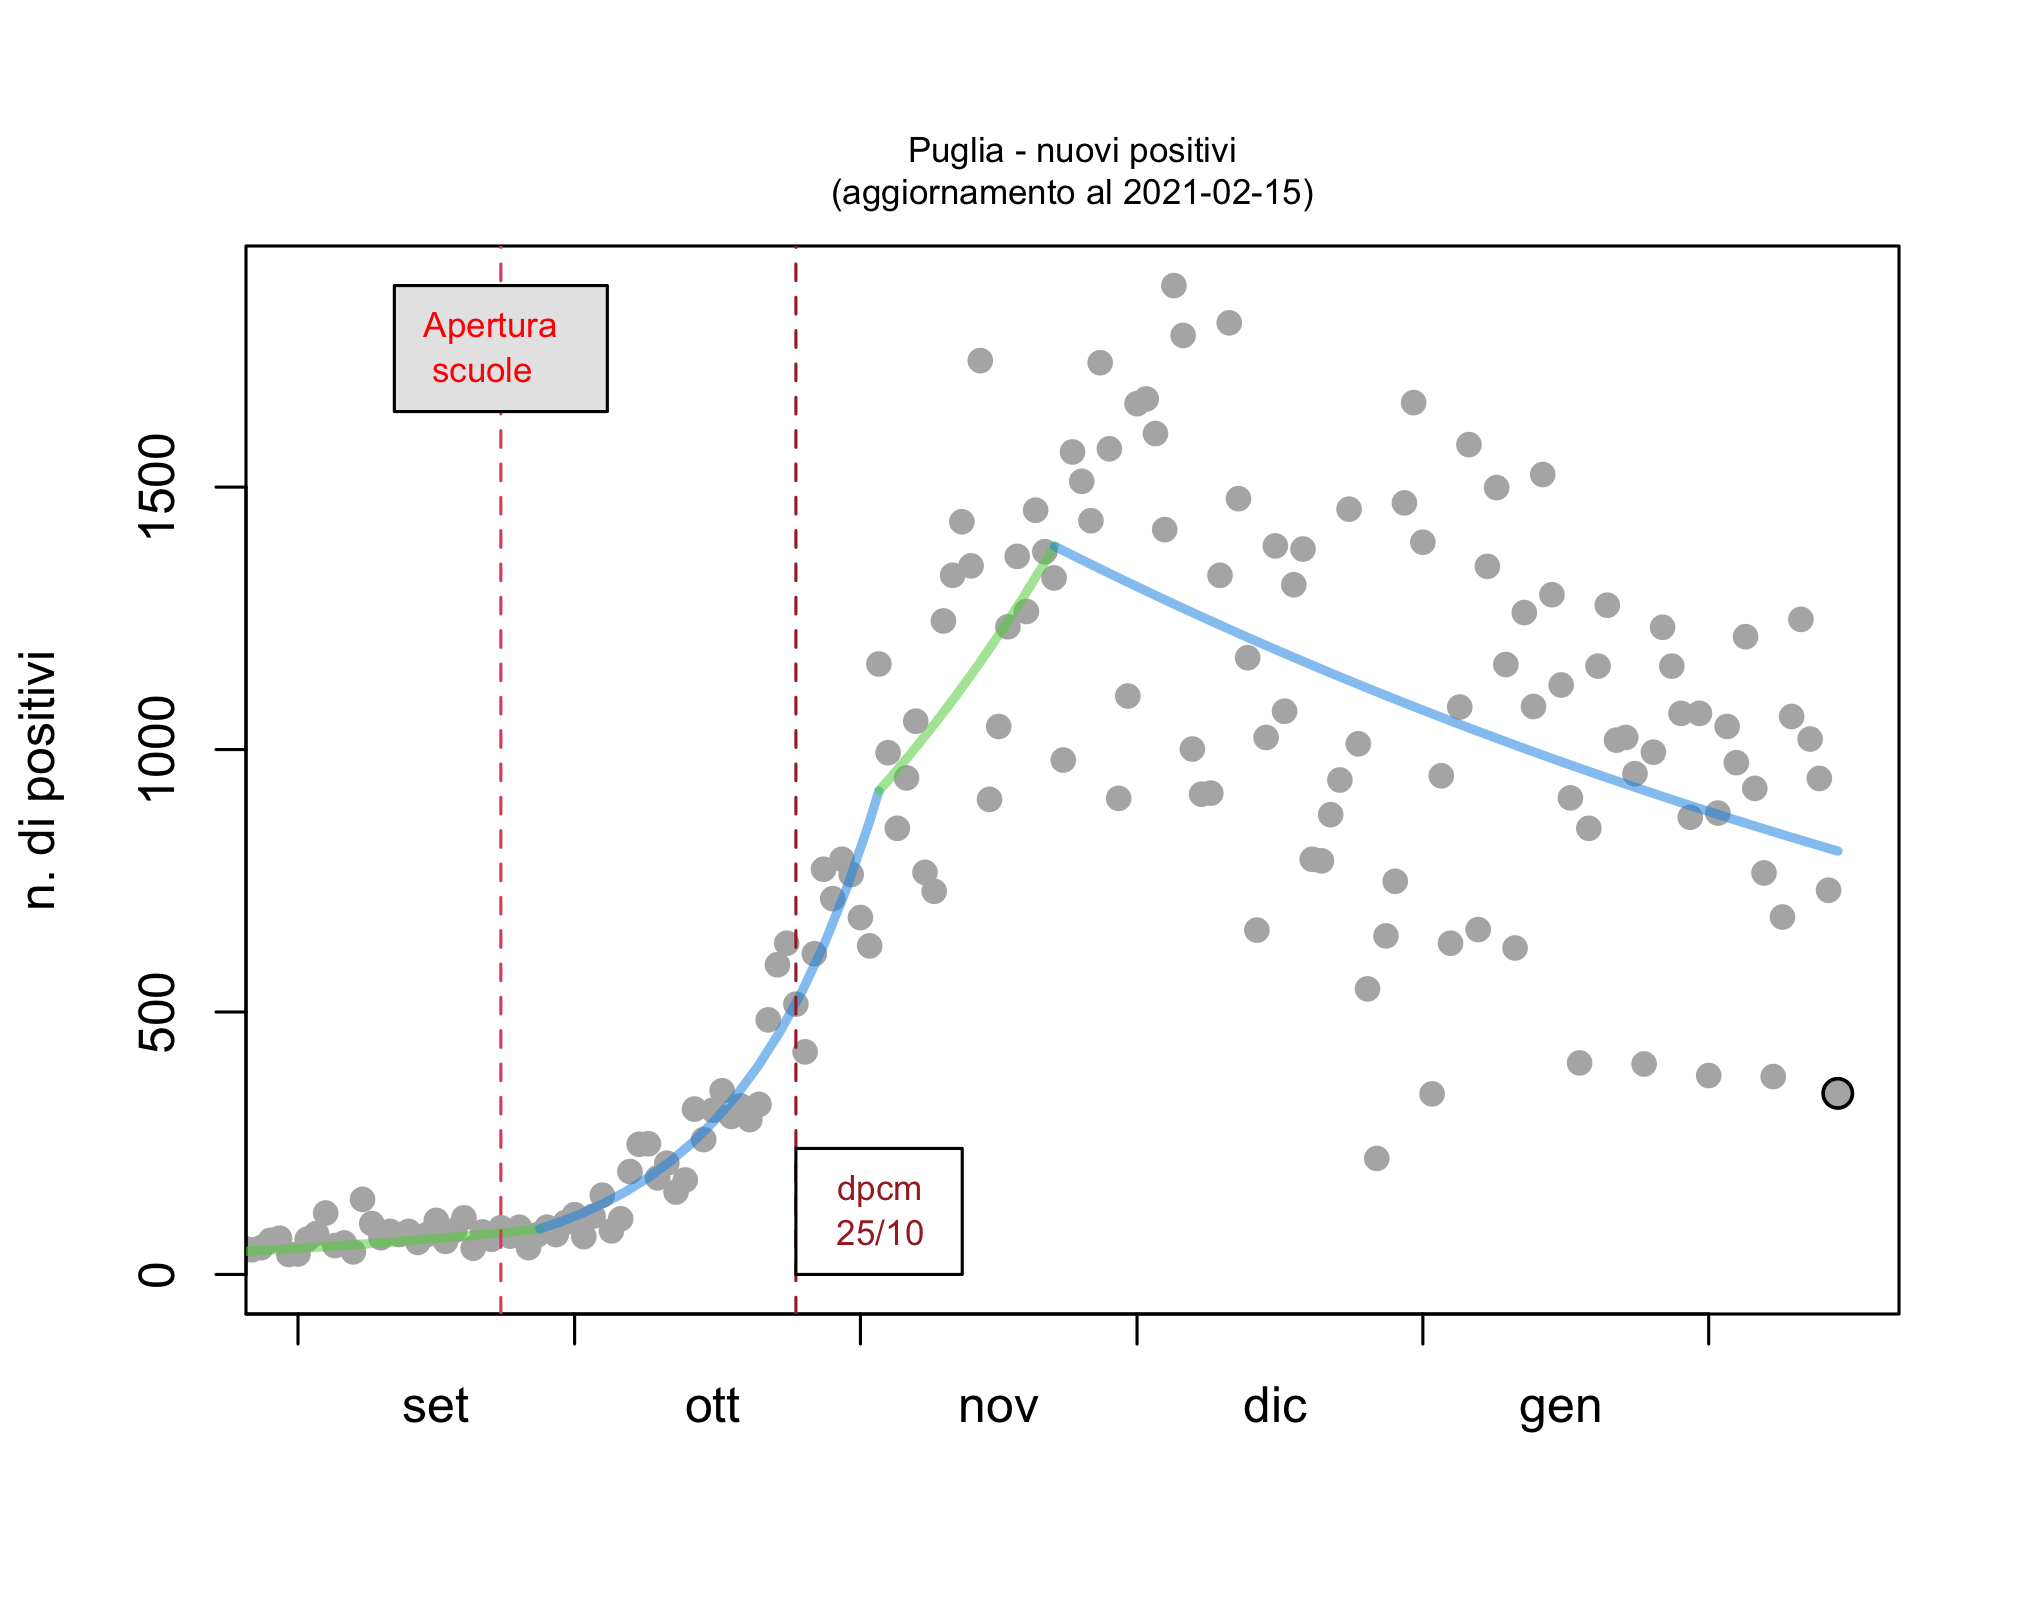 Puglia - nuovi positivi
(aggiornamento al 2021-02-15)
Apertura
scuole
1500
1000
500
0
n. di positivi
dpcm
25/10
set
ott
nov
dic
gen